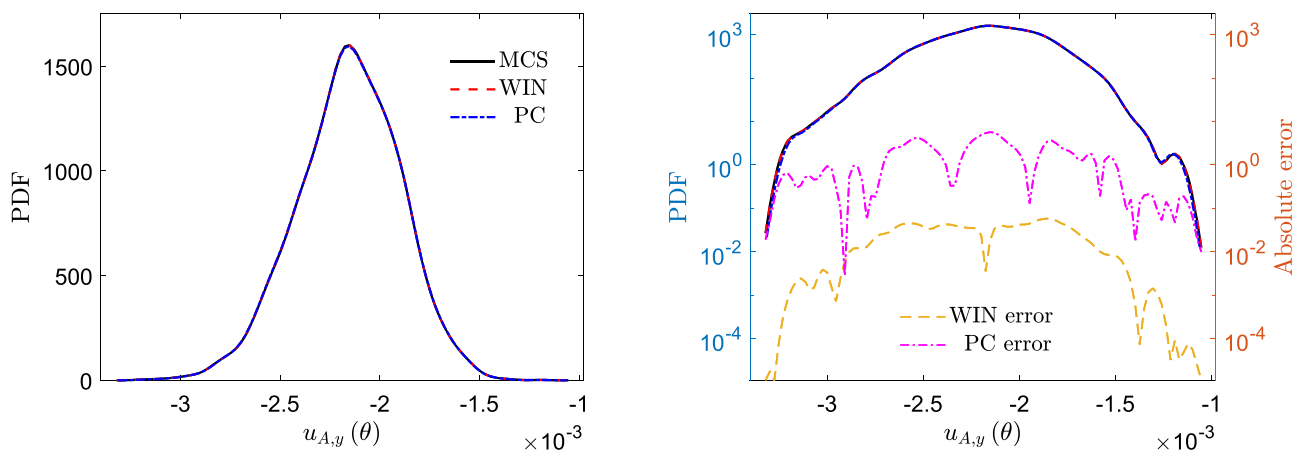 1500
1000
500
0
PDF
MCS
WIN
PC
-3
-2.5
-2
-1.5
-1
u_{A,y}(θ)
×10^{-3}
10^{3}
10^{0}
10^{-2}
10^{-4}
PDF
10^{3}
10^{0}
10^{-2}
10^{-4}
Absolute error
WIN error
PC error
-3
-2.5
-2
-1.5
-1
u_{A,y}(θ)
×10^{-3}